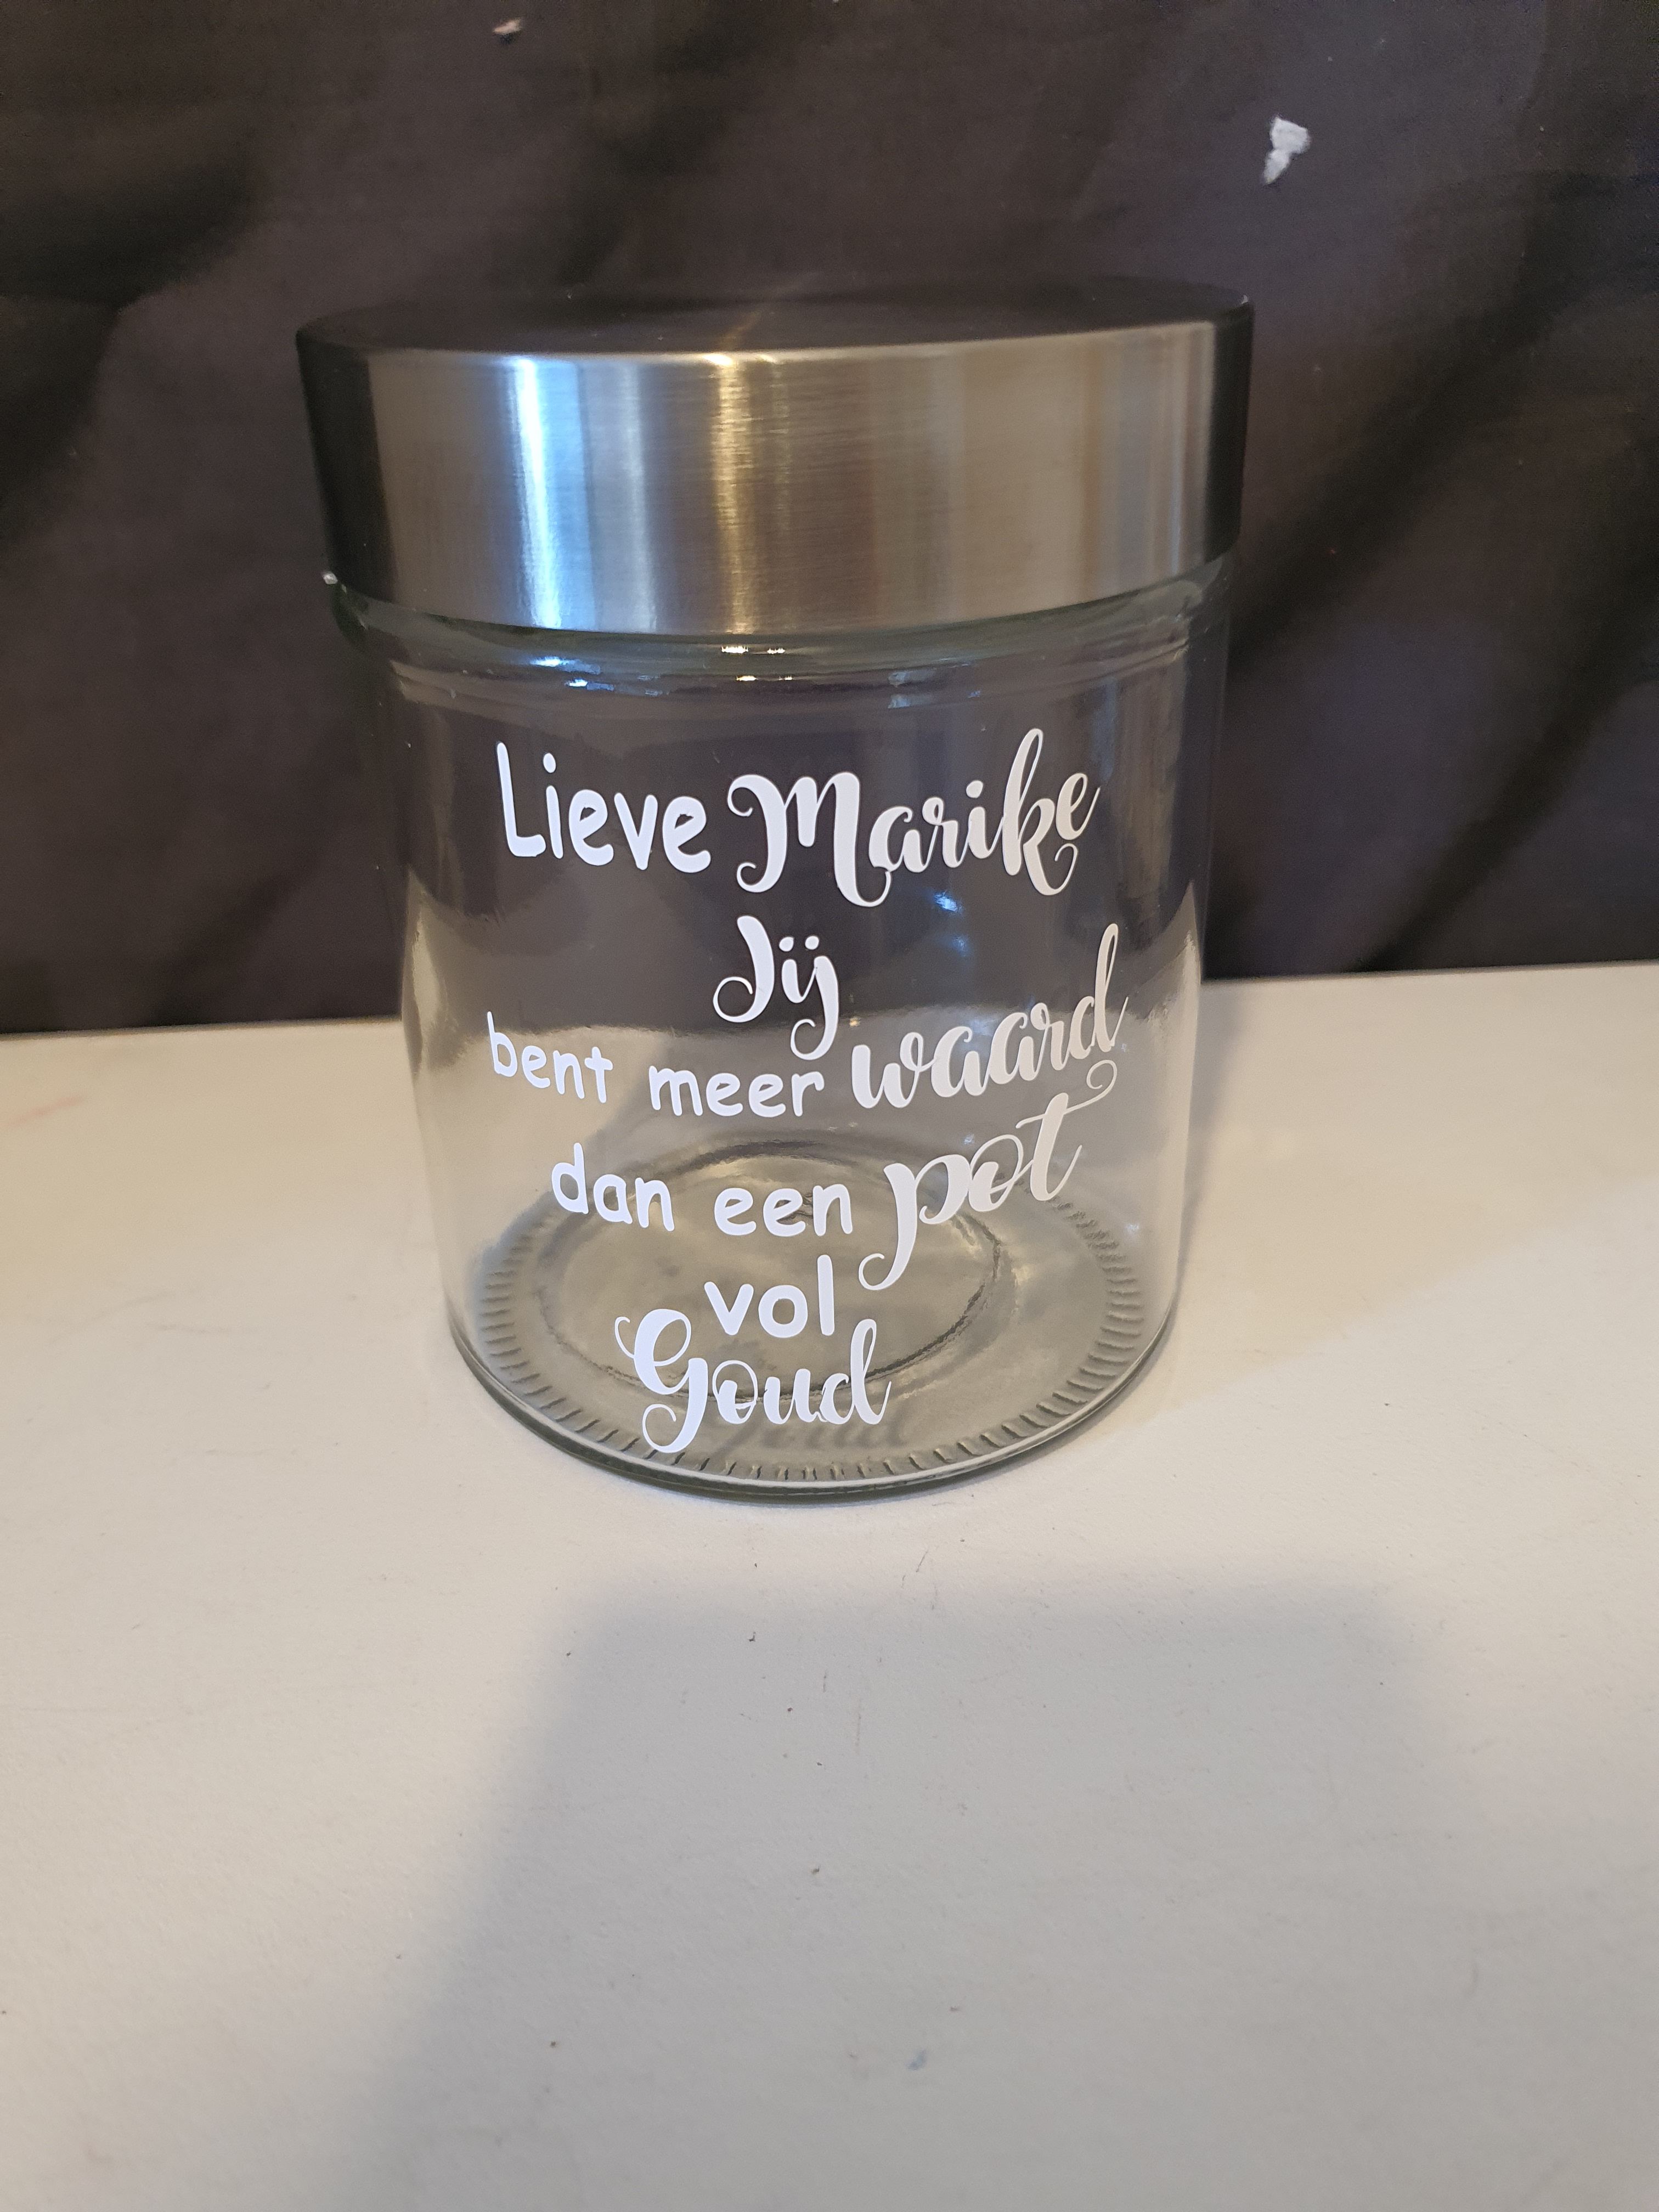 Lieve Marike
Jij
bent meer waard
dan een pot
vol
Goud